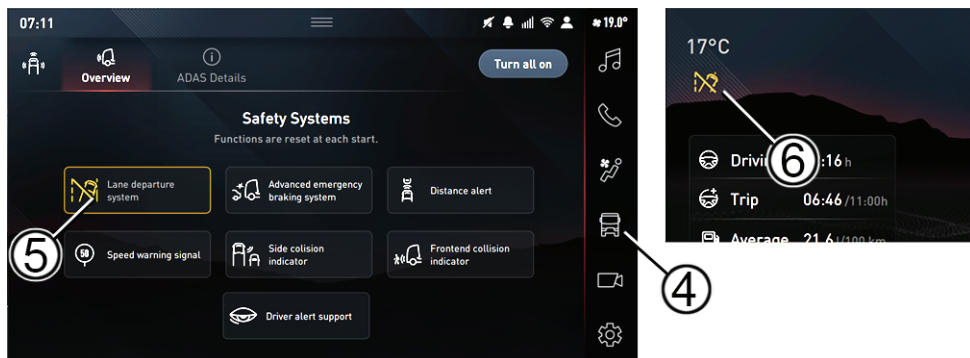 07:11
19.0°
Overview
ADAS Details
Turn all on
Safety Systems
Functions are reset at each start.
Lane departure
system
Advanced emergency
braking system
Distance alert
50
Speed warning signal
Side colision
indicator
Frontend collision
indicator
Driver alert support
5
4
17°C
6
:16 h
Trip 06:46 /11:00h
Average 21.6 l/100 km